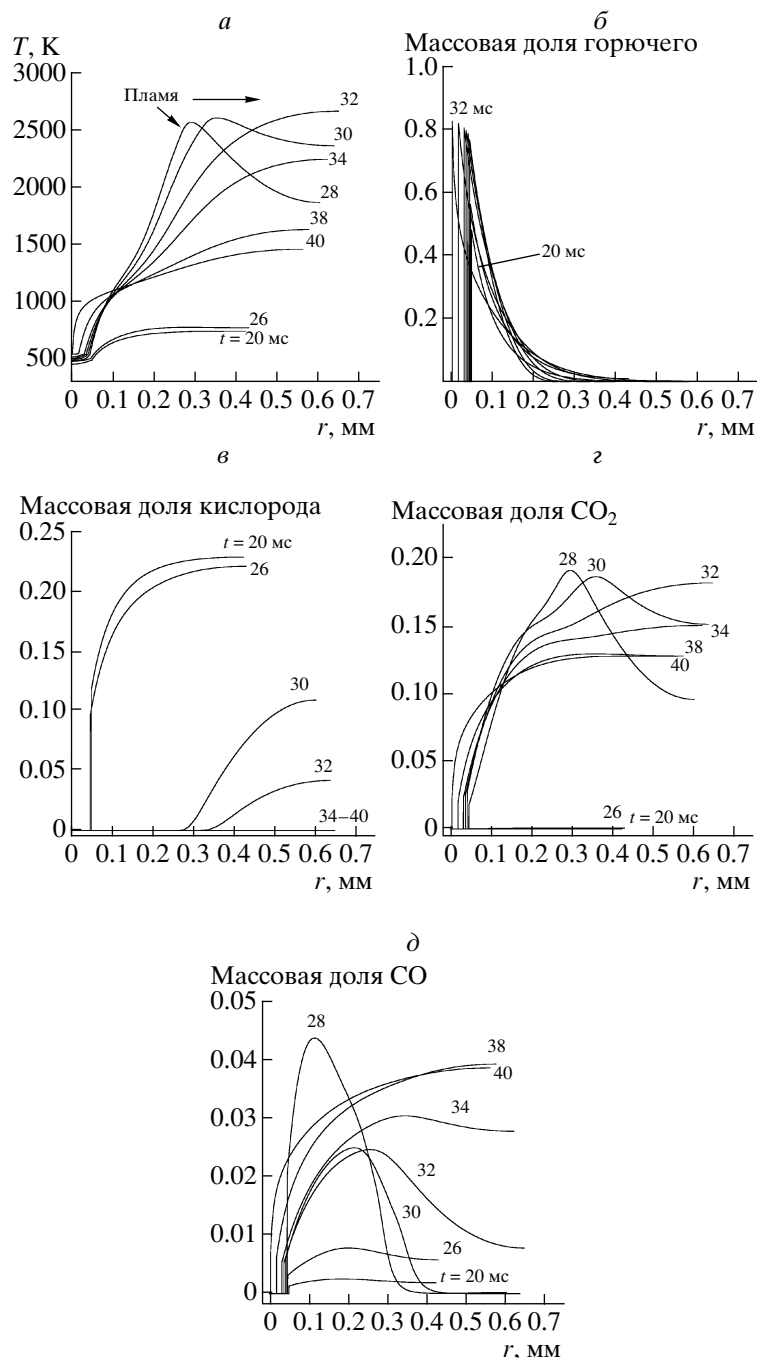 а
T, K
3000
2500
2000
1500
1000
500
Пламя
32
30
34
28
38
40
26
t = 20 мс
0 0.1 0.2 0.3 0.4 0.5 0.6 0.7
r, мм
б
Массовая доля горючего
1.0
0.8
0.6
0.4
0.2
32 мс
20 мс
0 0.1 0.2 0.3 0.4 0.5 0.6 0.7
r, мм
в
Массовая доля кислорода
0.25
0.20
0.15
0.10
0.05
0
t = 20 мс
26
30
32
34–40
0 0.1 0.2 0.3 0.4 0.5 0.6 0.7
r, мм
г
Массовая доля CO₂
0.20
0.15
0.10
0.05
0
28
30
32
34
38
40
26 t = 20 мс
0 0.1 0.2 0.3 0.4 0.5 0.6 0.7
r, мм
д
Массовая доля CO
0.05
0.04
0.03
0.02
0.01
0
28
38
40
34
32
30
26
t = 20 мс
0 0.1 0.2 0.3 0.4 0.5 0.6 0.7
r, мм